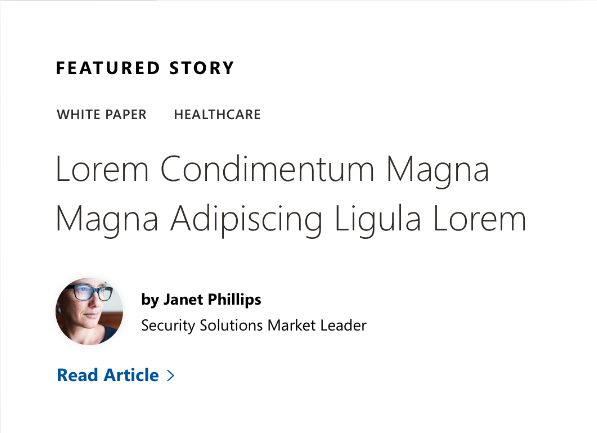 FEATURED STORY
WHITE PAPER HEALTHCARE
Lorem Condimentum Magna
Magna Adipiscing Ligula Lorem
by Janet Phillips
Security Solutions Market Leader
Read Article >